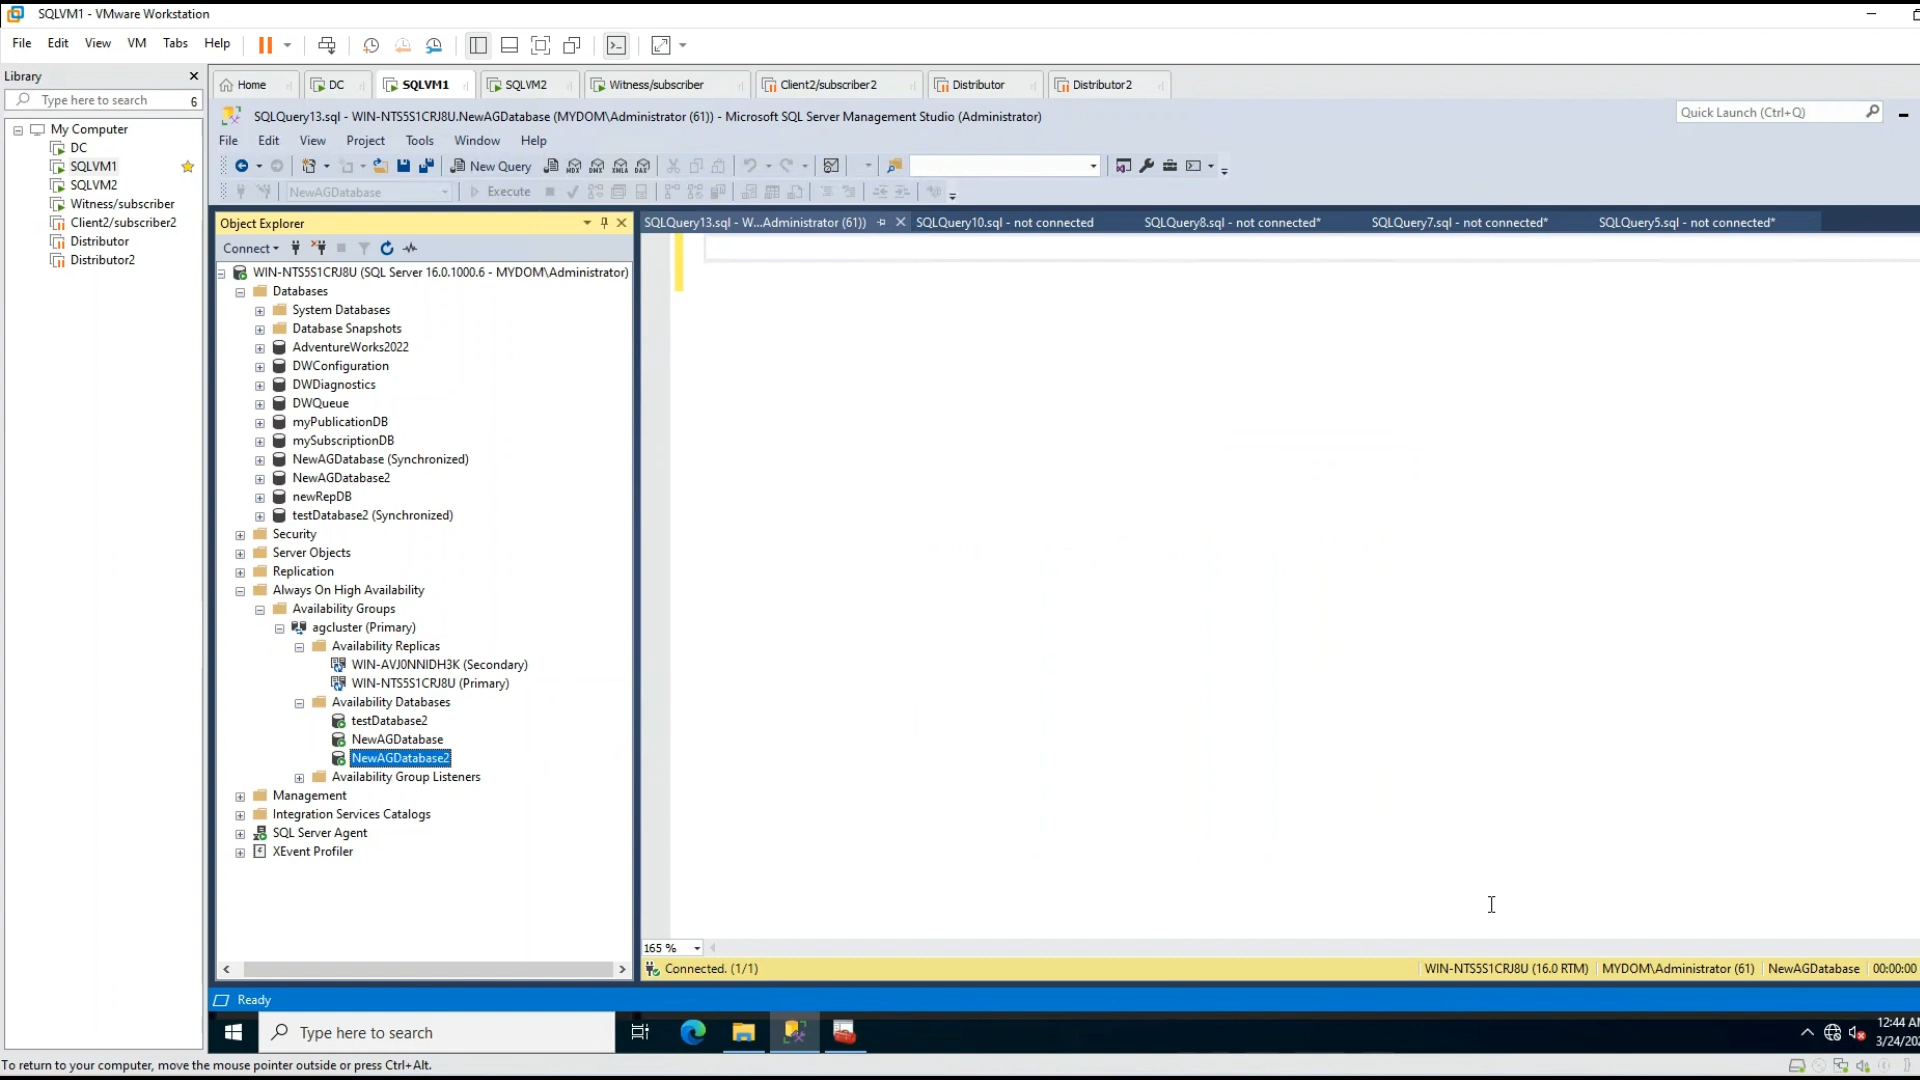 SQLVM1 - VMware Workstation
File Edit View VM Tabs Help
Library
Type here to search 6
My Computer
DC
SQLVM1
SQLVM2
Witness/subscriber
Client2/subscriber2
Distributor
Distributor2
Home DC SQLVM1 SQLVM2 Witness/subscriber Client2/subscriber2 Distributor Distributor2
SQLQuery13.sql - WIN-NTS5S1CRJ8U.NewAGDatabase (MYDOM\Administrator (61)) - Microsoft SQL Server Management Studio (Administrator)
Quick Launch (Ctrl+Q)
File Edit View Project Tools Window Help
New Query MDX DMX XMLA DAX
NewAGDatabase Execute
Object Explorer
Connect
WIN-NTS5S1CRJ8U (SQL Server 16.0.1000.6 - MYDOM\Administrator)
Databases
System Databases
Database Snapshots
AdventureWorks2022
DWConfiguration
DWDiagnostics
DWQueue
myPublicationDB
mySubscriptionDB
NewAGDatabase (Synchronized)
NewAGDatabase2
newRepDB
testDatabase2 (Synchronized)
Security
Server Objects
Replication
Always On High Availability
Availability Groups
agcluster (Primary)
Availability Replicas
WIN-AVJ0NNIDH3K (Secondary)
WIN-NTS5S1CRJ8U (Primary)
Availability Databases
testDatabase2
NewAGDatabase
NewAGDatabase2
Availability Group Listeners
Management
Integration Services Catalogs
SQL Server Agent
XEvent Profiler
SQLQuery13.sql - W...Administrator (61)) SQLQuery10.sql - not connected SQLQuery8.sql - not connected* SQLQuery7.sql - not connected* SQLQuery5.sql - not connected*
165 %
Connected. (1/1) WIN-NTS5S1CRJ8U (16.0 RTM) MYDOM\Administrator (61) NewAGDatabase 00:00:00
Ready
Type here to search
12:44 AM
3/24/202
To return to your computer, move the mouse pointer outside or press Ctrl+Alt.